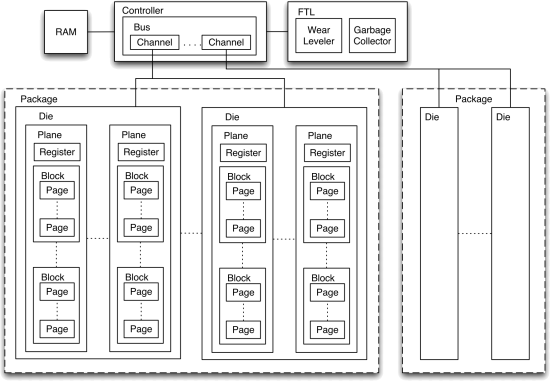 Controller
FTL
RAM
Bus
Channel
Channel
Wear
Leveler
Garbage
Collector
Package
Die
Plane
Register
Block
Page
Page
Block
Page
Page
Plane
Register
Block
Page
Page
Block
Page
Page
Die
Plane
Register
Block
Page
Page
Block
Page
Page
Plane
Register
Block
Page
Page
Block
Page
Page
Package
Die
Die